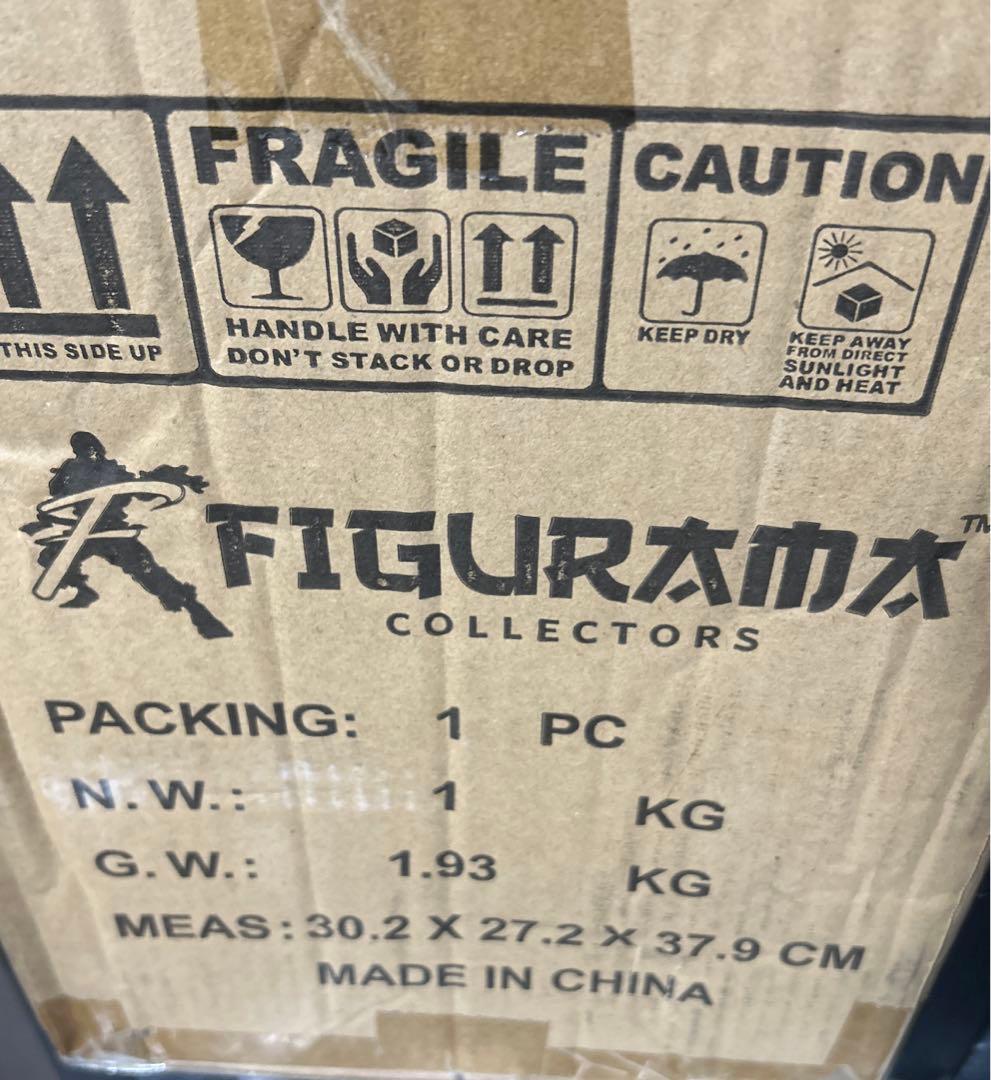 THIS SIDE UP
FRAGILE
HANDLE WITH CARE
DON'T STACK OR DROP
CAUTION
KEEP DRY
KEEP AWAY
FROM DIRECT
SUNLIGHT
AND HEAT
FIGURAMA™
COLLECTORS
PACKING: 1 PC
N.W.: 1 KG
G.W.: 1.93 KG
MEAS: 30.2 X 27.2 X 37.9 CM
MADE IN CHINA